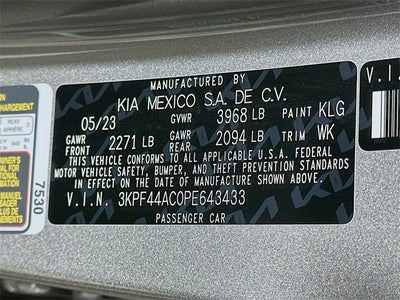 MANUFACTURED BY
KIA MEXICO S.A. DE C.V.
05/23 GVWR 3968 LB PAINT KLG
GAWR FRONT 2271 LB GAWR REAR 2094 LB TRIM WK
THIS VEHICLE CONFORMS TO ALL APPLICABLE U.S.A. FEDERAL
MOTOR VEHICLE SAFETY, BUMPER, AND THEFT PREVENTION STANDARDS
IN EFFECT ON THE DATE OF MANUFACTURE SHOWN ABOVE.
V.I.N. 3KPF44AC0PE643433
PASSENGER CAR
7530
V.I.
REAR
ARRIÈRE